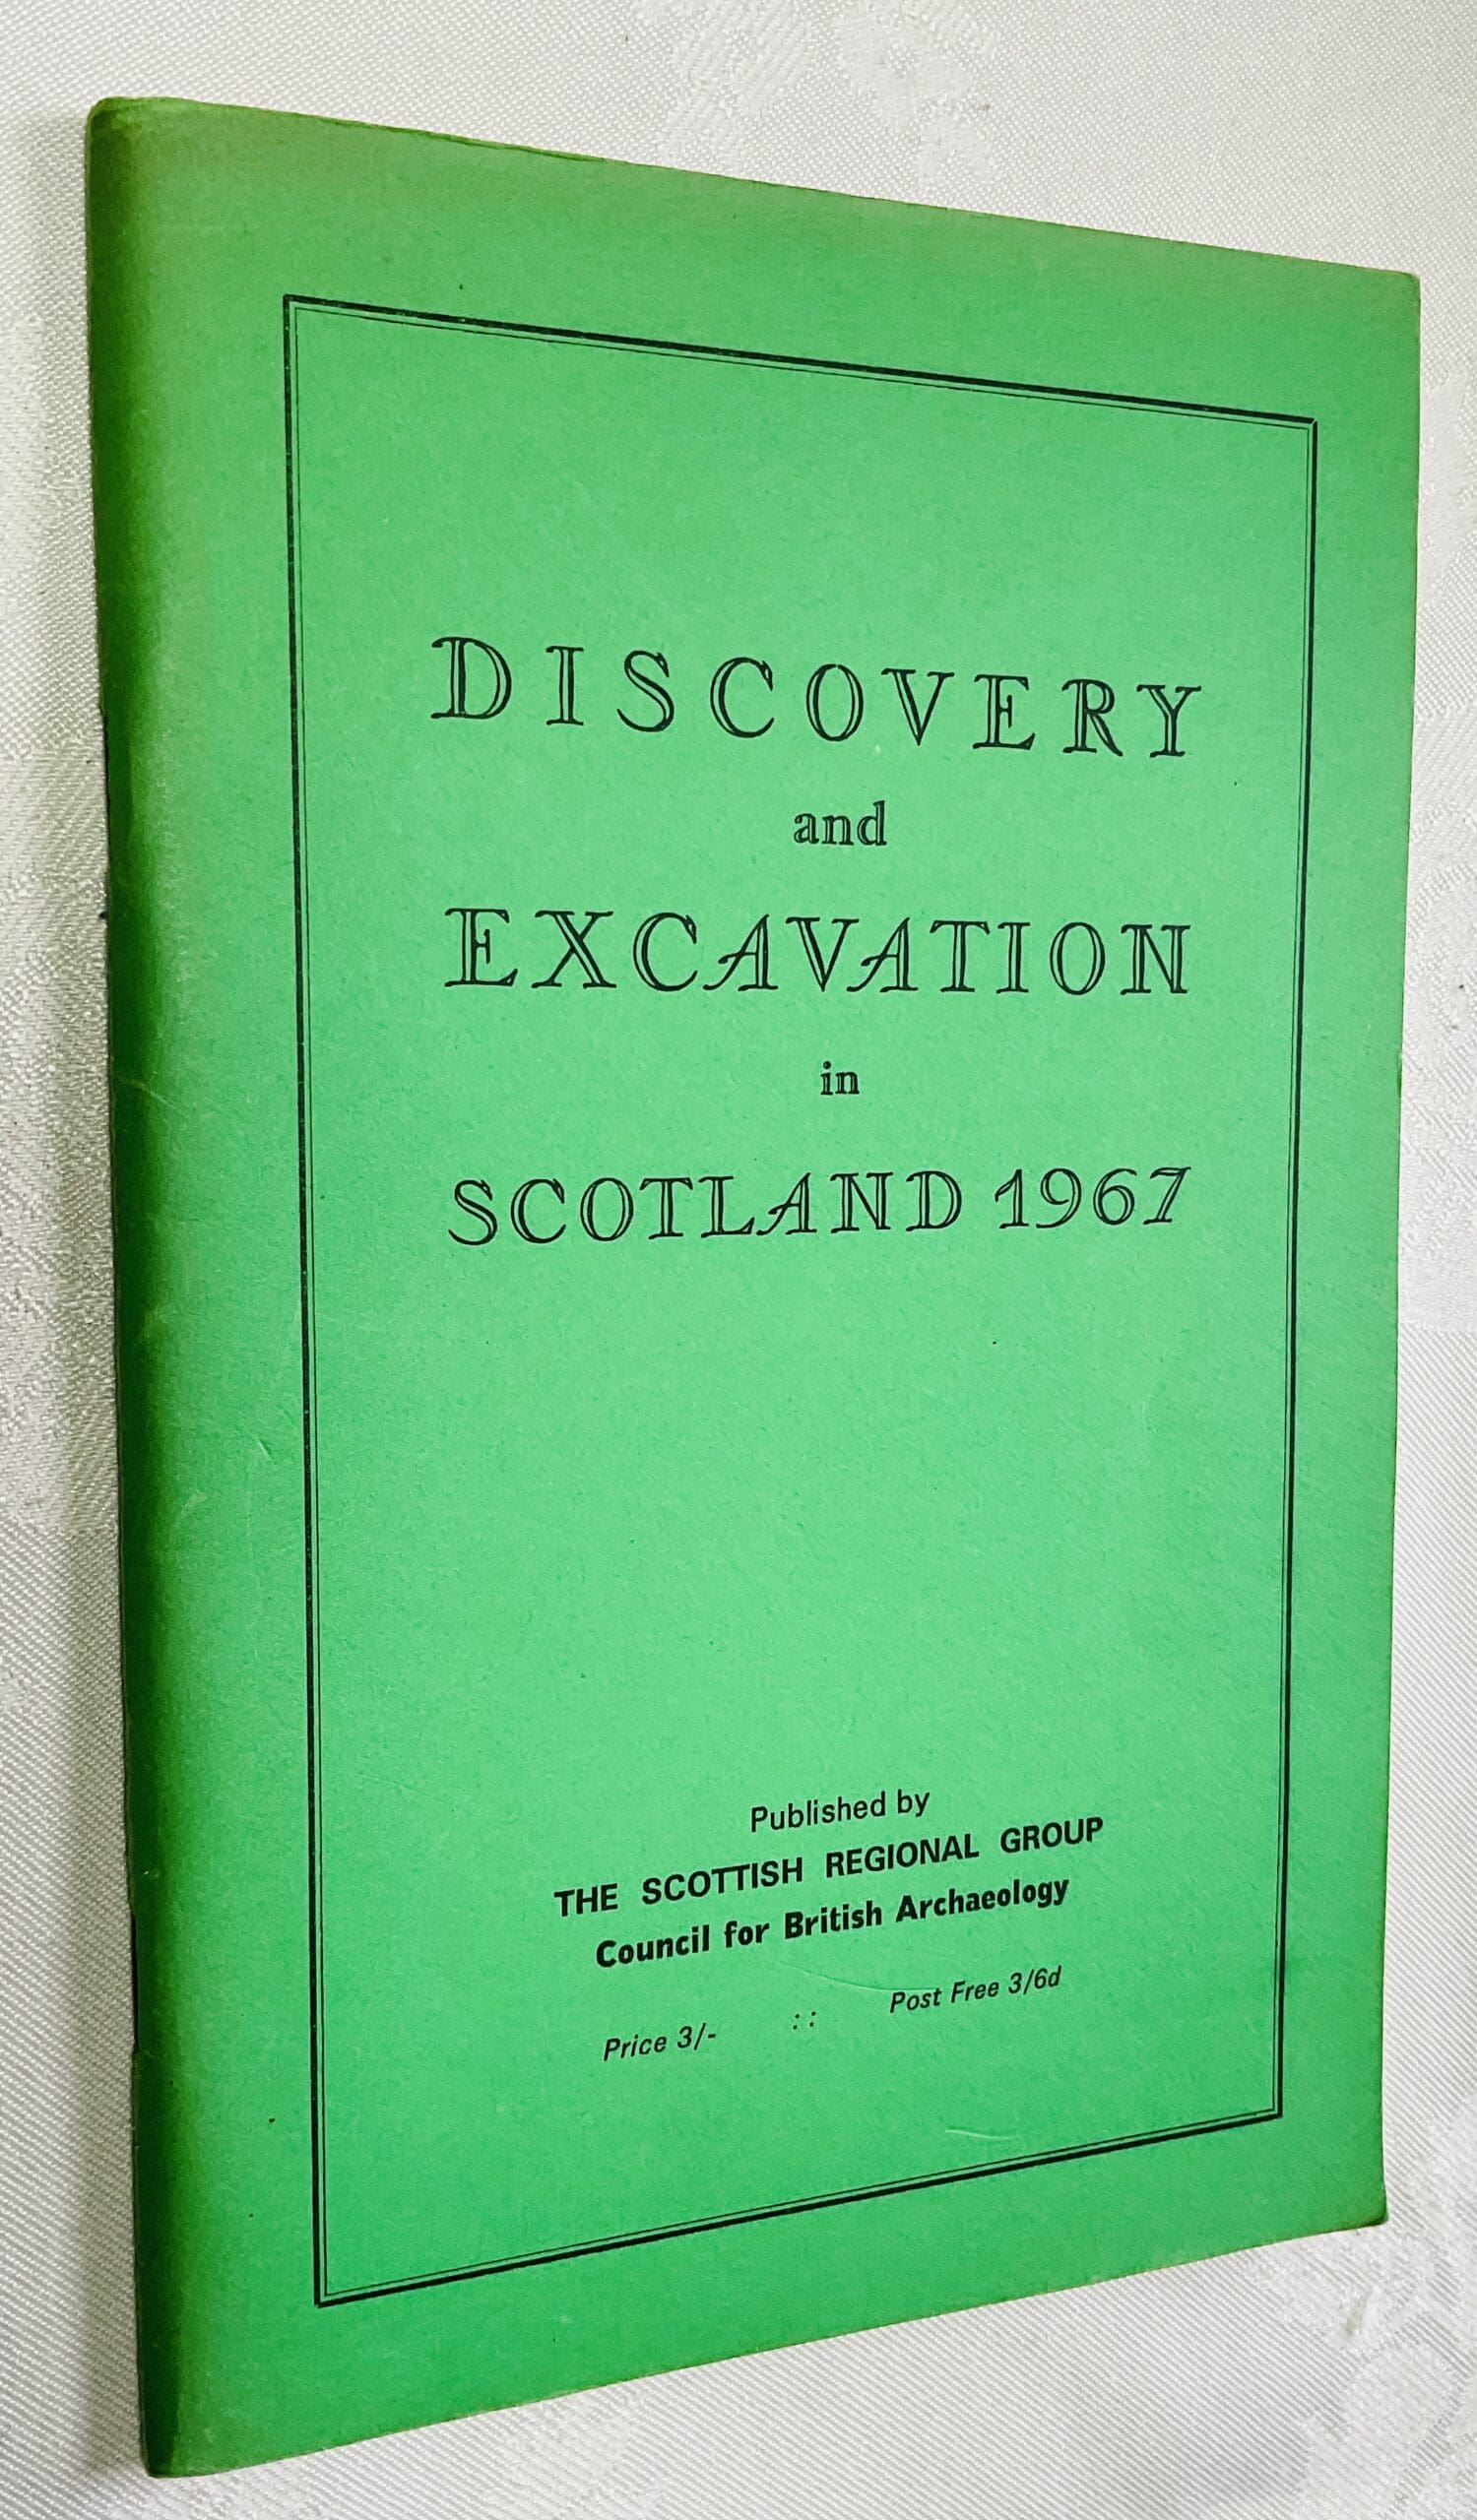 DISCOVERY
and
EXCAVATION
in
SCOTLAND 1967
Published by
THE SCOTTISH REGIONAL GROUP
Council for British Archaeology
Price 3/- : : Post Free 3/6d